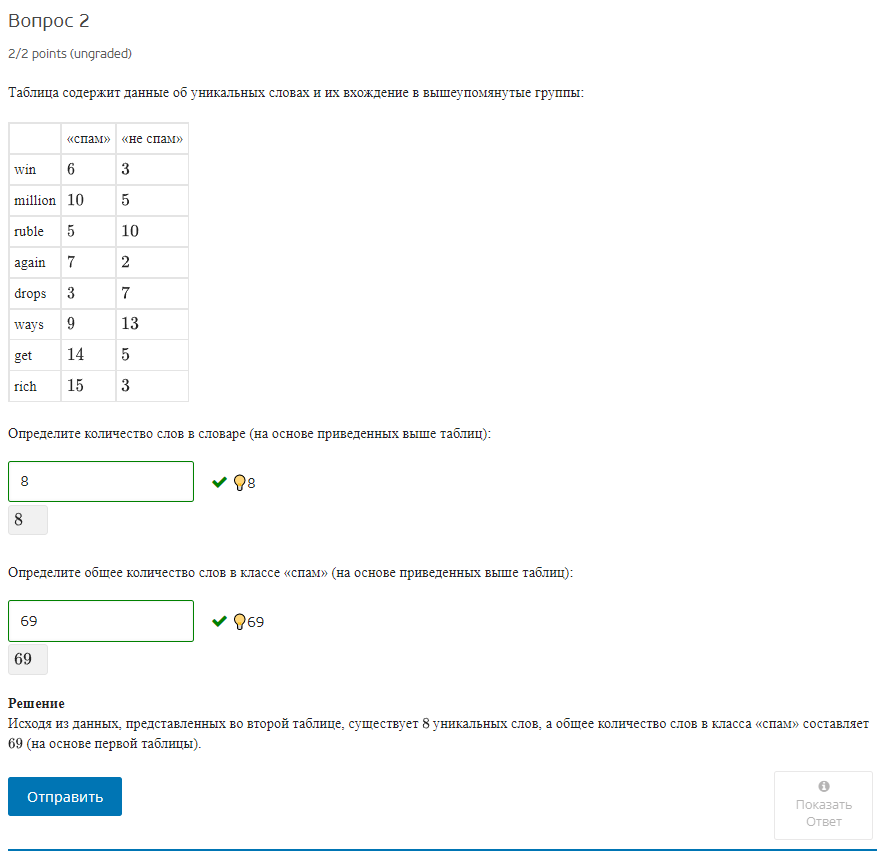 Вопрос 2
2/2 points (ungraded)
Таблица содержит данные об уникальных словах и их вхождение в вышеупомянутые группы:
«спам» «не спам»
win 6 3
million 10 5
ruble 5 10
again 7 2
drops 3 7
ways 9 13
get 14 5
rich 15 3
Определите количество слов в словаре (на основе приведенных выше таблиц):
8 8
8
Определите общее количество слов в классе «спам» (на основе приведенных выше таблиц):
69 69
69
Решение
Исходя из данных, представленных во второй таблице, существует 8 уникальных слов, а общее количество слов в класса «спам» составляет
69 (на основе первой таблицы).
Отправить
Показать
Ответ